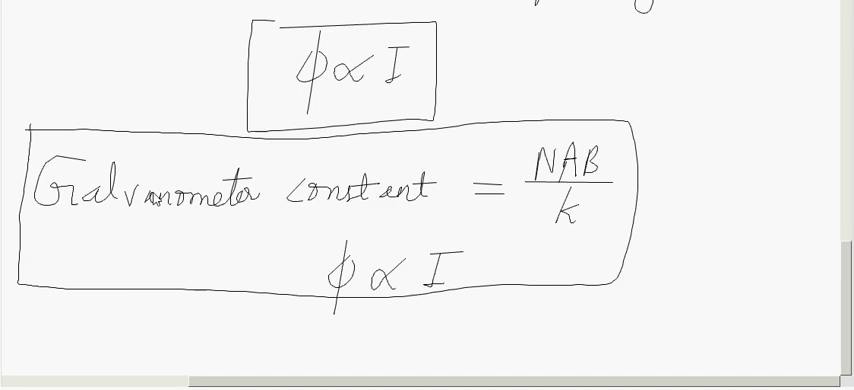 ϕ ∝ I
Galvanometer constant = NAB/k
ϕ ∝ I